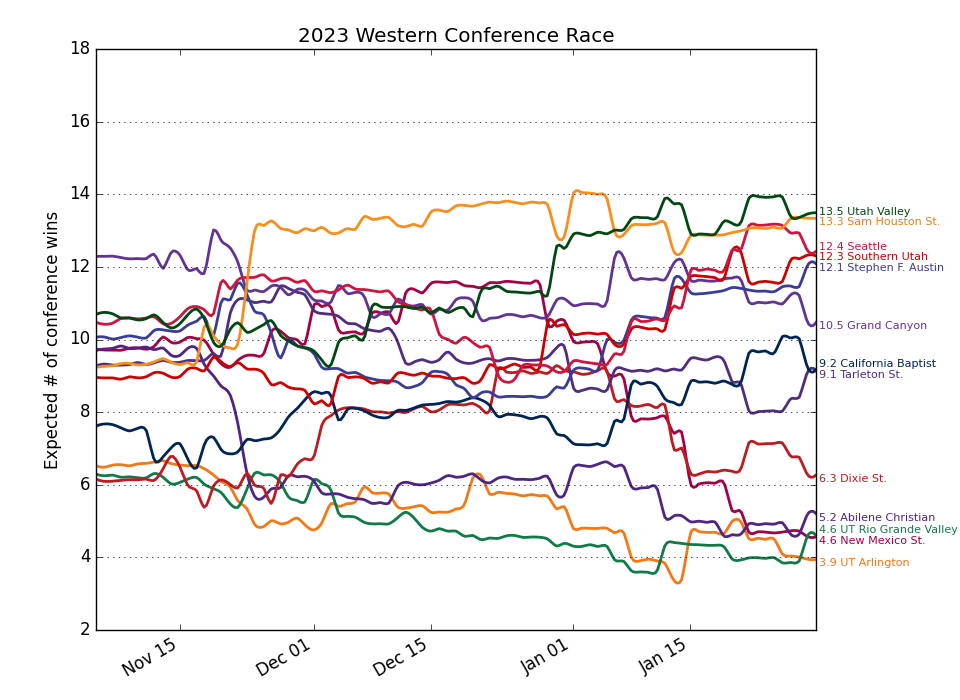 2023 Western Conference Race
Expected # of conference wins
18
16
14
12
10
8
6
4
2
Nov 15
Dec 01
Dec 15
Jan 01
Jan 15
13.5 Utah Valley
13.3 Sam Houston St.
12.4 Seattle
12.3 Southern Utah
12.1 Stephen F. Austin
10.5 Grand Canyon
9.2 California Baptist
9.1 Tarleton St.
6.3 Dixie St.
5.2 Abilene Christian
4.6 UT Rio Grande Valley
4.6 New Mexico St.
3.9 UT Arlington